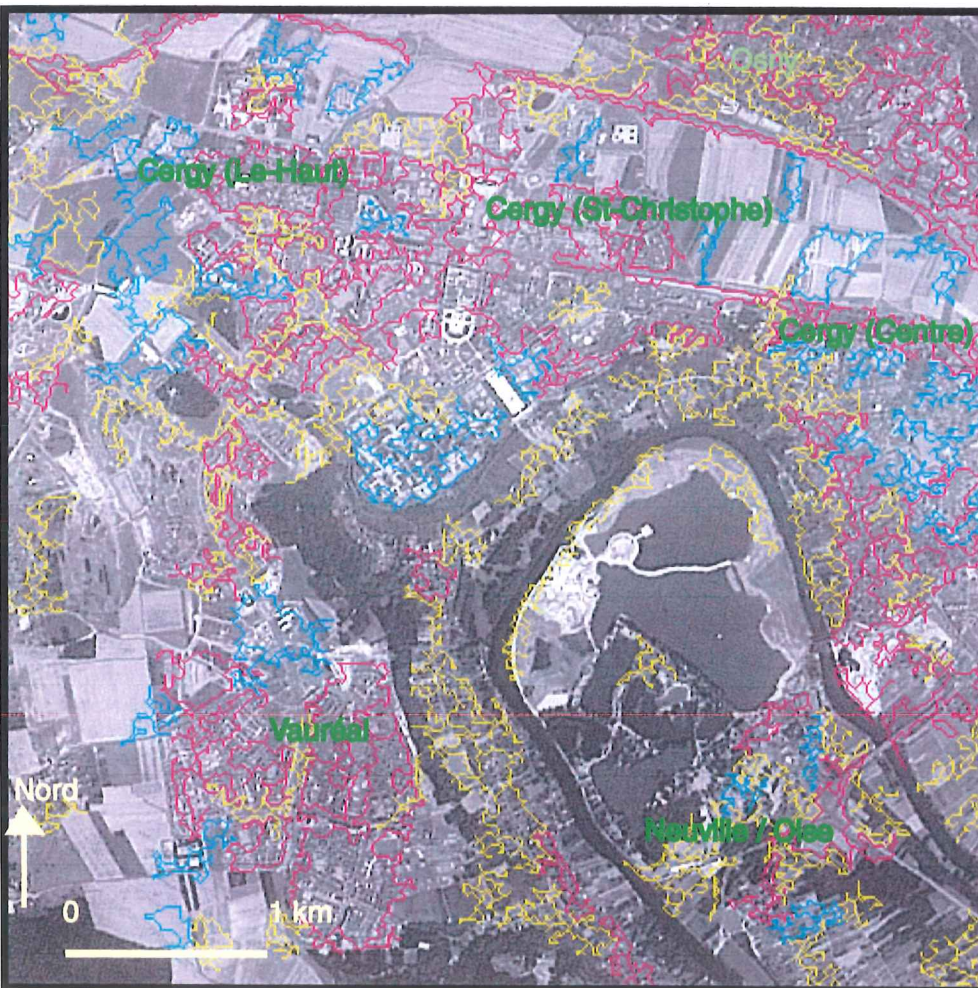 Osny
Cergy (Le-Haut)
Cergy (St-Christophe)
Cergy (Centre)
Vauréal
Nord
Neuville / Oise
0 1 km